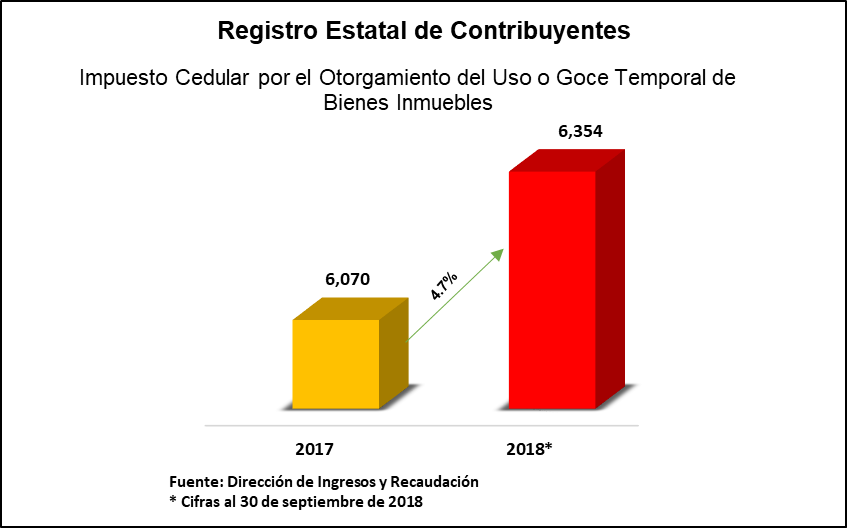 Registro Estatal de Contribuyentes
Impuesto Cedular por el Otorgamiento del Uso o Goce Temporal de
Bienes Inmuebles
6,354
6,070
4.7%
2017
2018*
Fuente: Dirección de Ingresos y Recaudación
* Cifras al 30 de septiembre de 2018